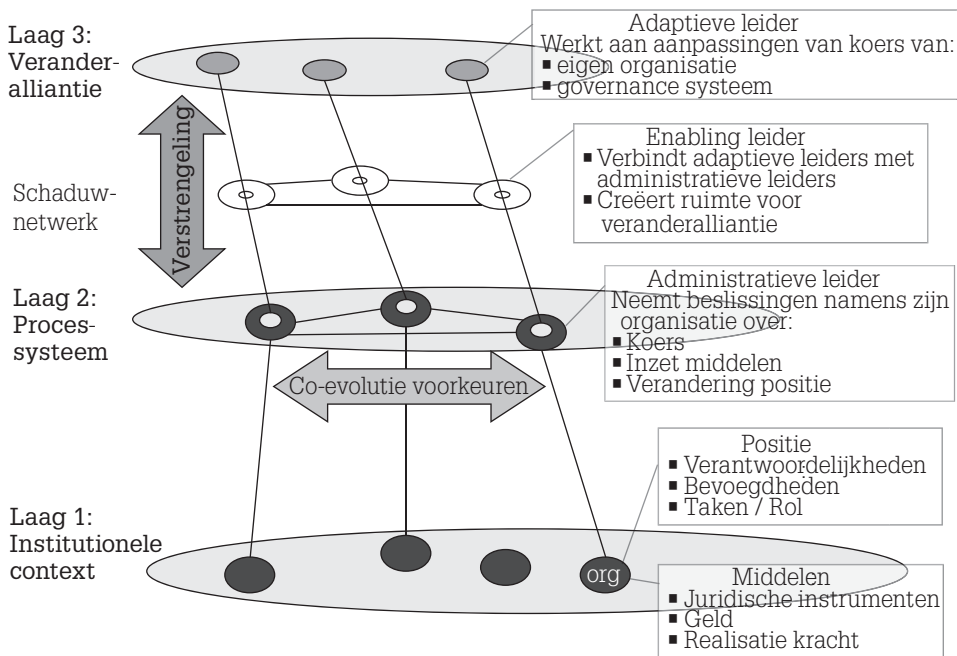 Laag 3:
Verander-
alliantie
Adaptieve leider
Werkt aan aanpassingen van koers van:
▪ eigen organisatie
▪ governance systeem
Verstrengeling
Schaduw-
netwerk
Enabling leider
▪ Verbindt adaptieve leiders met
administratieve leiders
▪ Creëert ruimte voor
veranderalliantie
Laag 2:
Proces-
systeem
Administratieve leider
Neemt beslissingen namens zijn
organisatie over:
▪ Koers
▪ Inzet middelen
▪ Verandering positie
Co-evolutie voorkeuren
Positie
▪ Verantwoordelijkheden
▪ Bevoegdheden
▪ Taken / Rol
Laag 1:
Institutionele
context
org
Middelen
▪ Juridische instrumenten
▪ Geld
▪ Realisatie kracht